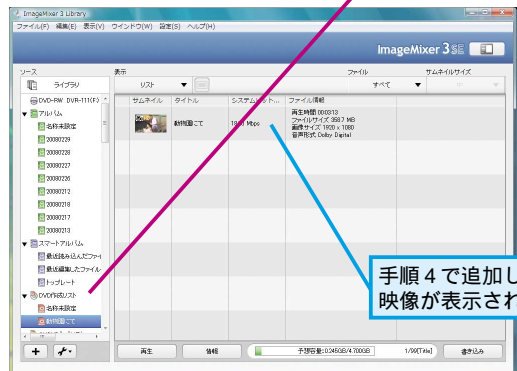 ImageMixer 3 Library
ファイル(F) 編集(E) 表示(V) ウインドウ(W) 設定(S) ヘルプ(H)
ImageMixer 3 SE
ソース 表示 ファイル サムネイルサイズ
ライブラリ リスト すべて
DVD-RW DVR-111(F)
アルバム
名称未設定
20080229
20080228
20080227
20080226
20080212
20080218
20080217
20080213
スマートアルバム
最近読み込んだファイ
最近編集したファイル
トップレート
DVD作成リスト
名称未設定
動物園にて
サムネイル タイトル ファイル情報
動物園にて Mbps
再生時間 00:03:13
ファイルサイズ 358.7 MB
画像サイズ 1920 x 1080
音声形式 Dolby Digital
手順4で追加し
映像が表示され
再生 情報 予想容量:0.245GB/4.700GB 1/99[Title] 書き込み